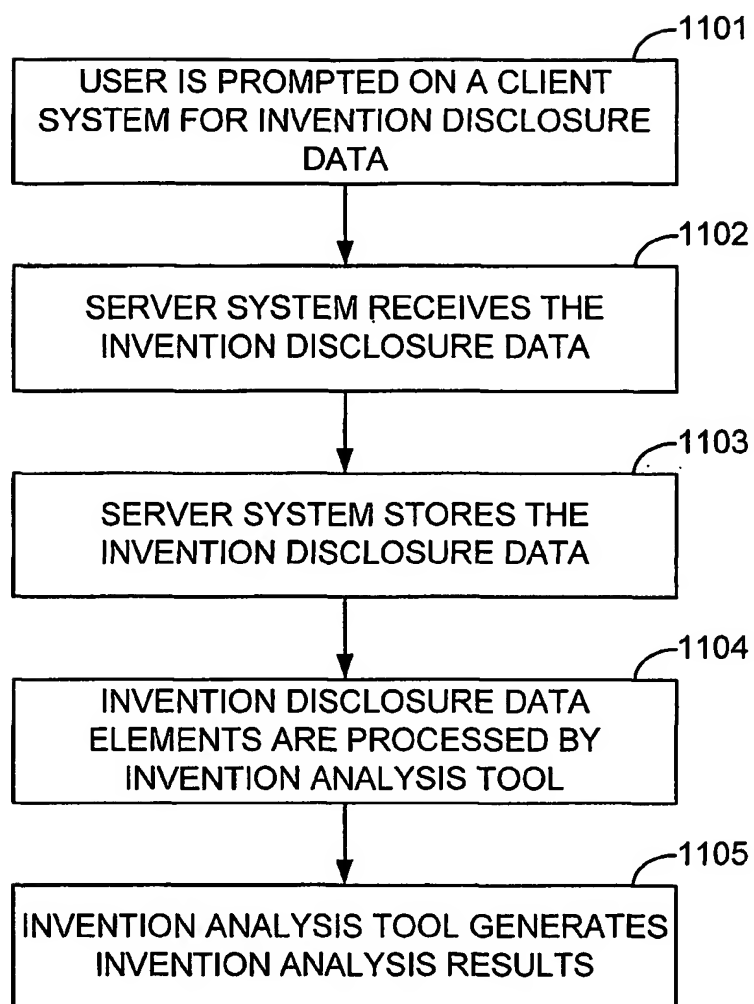 1101
USER IS PROMPTED ON A CLIENT
SYSTEM FOR INVENTION DISCLOSURE
DATA
1102
SERVER SYSTEM RECEIVES THE
INVENTION DISCLOSURE DATA
1103
SERVER SYSTEM STORES THE
INVENTION DISCLOSURE DATA
1104
INVENTION DISCLOSURE DATA
ELEMENTS ARE PROCESSED BY
INVENTION ANALYSIS TOOL
1105
INVENTION ANALYSIS TOOL GENERATES
INVENTION ANALYSIS RESULTS